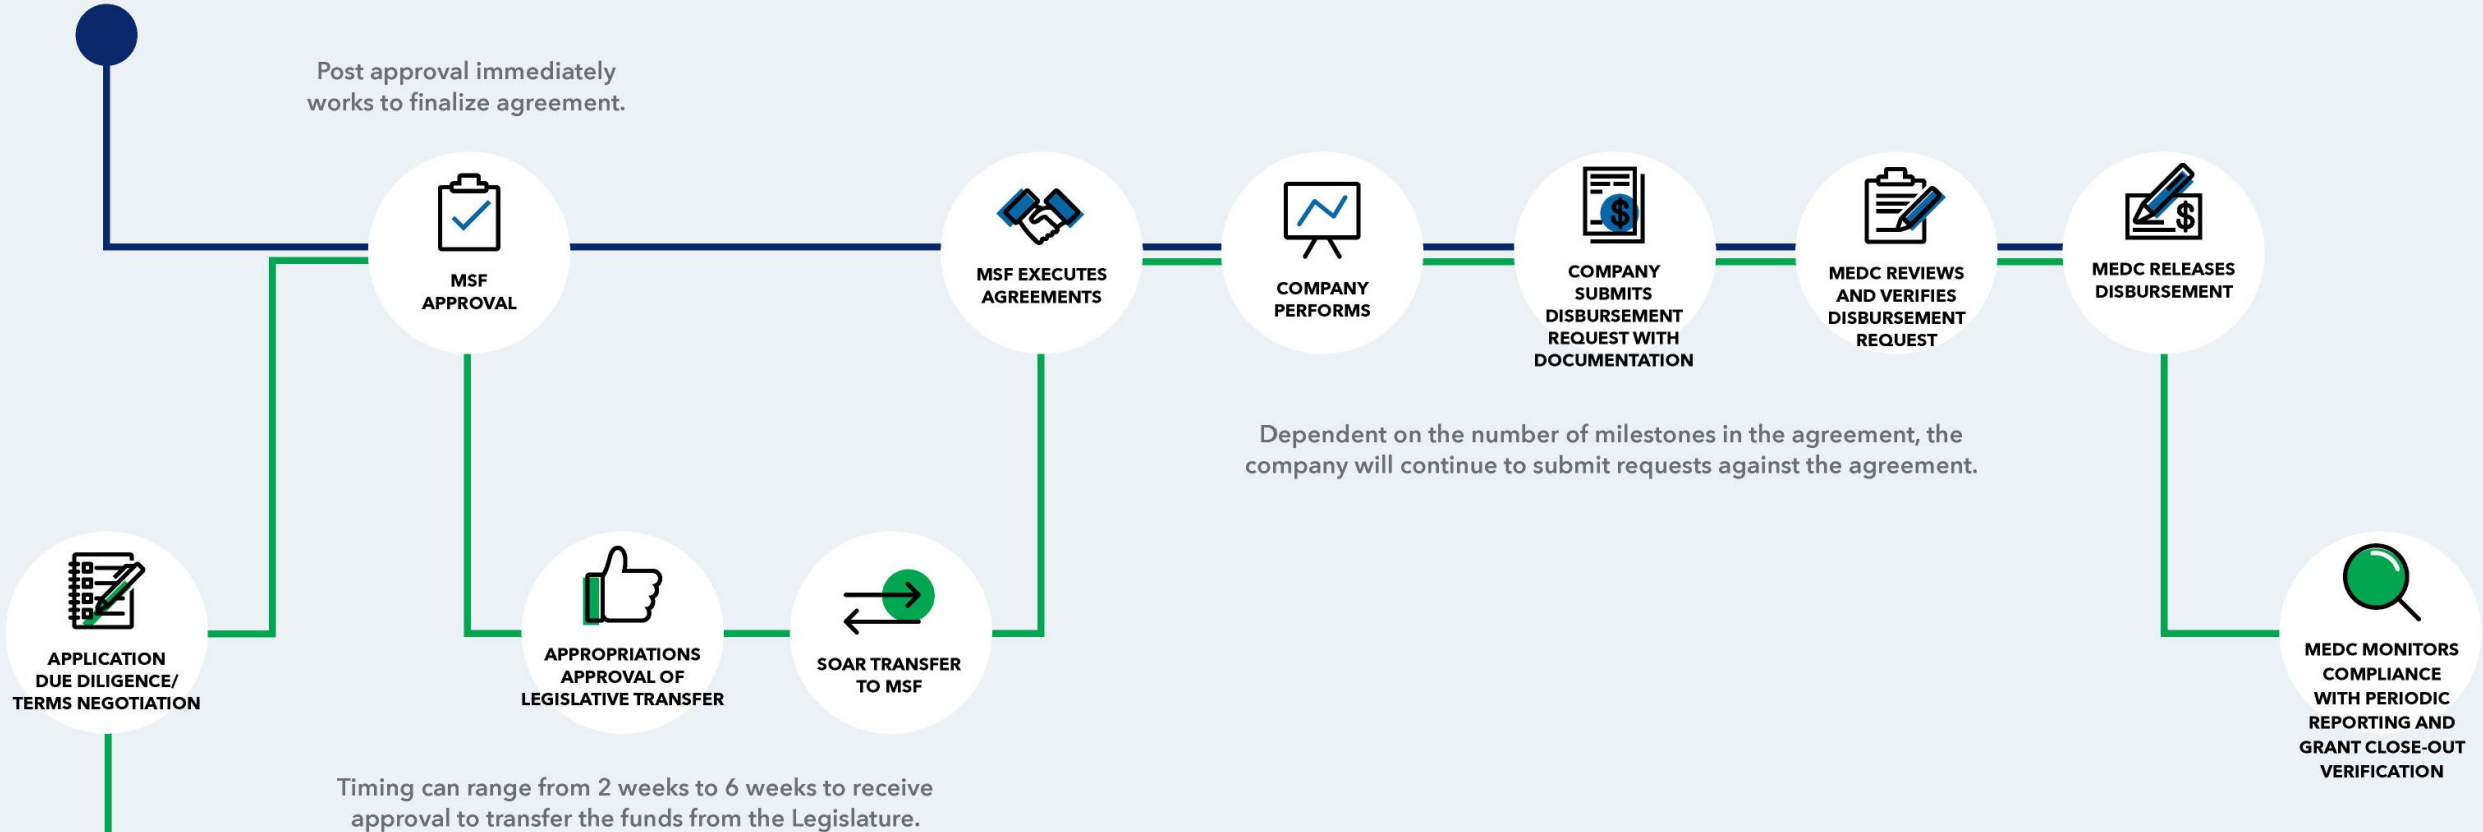 Post approval immediately
works to finalize agreement.
MSF
APPROVAL
MSF EXECUTES
AGREEMENTS
COMPANY
PERFORMS
COMPANY
SUBMITS
DISBURSEMENT
REQUEST WITH
DOCUMENTATION
MEDC REVIEWS
AND VERIFIES
DISBURSEMENT
REQUEST
MEDC RELEASES
DISBURSEMENT
Dependent on the number of milestones in the agreement, the
company will continue to submit requests against the agreement.
APPLICATION
DUE DILIGENCE/
TERMS NEGOTIATION
APPROPRIATIONS
APPROVAL OF
LEGISLATIVE TRANSFER
SOAR TRANSFER
TO MSF
MEDC MONITORS
COMPLIANCE
WITH PERIODIC
REPORTING AND
GRANT CLOSE-OUT
VERIFICATION
Timing can range from 2 weeks to 6 weeks to receive
approval to transfer the funds from the Legislature.